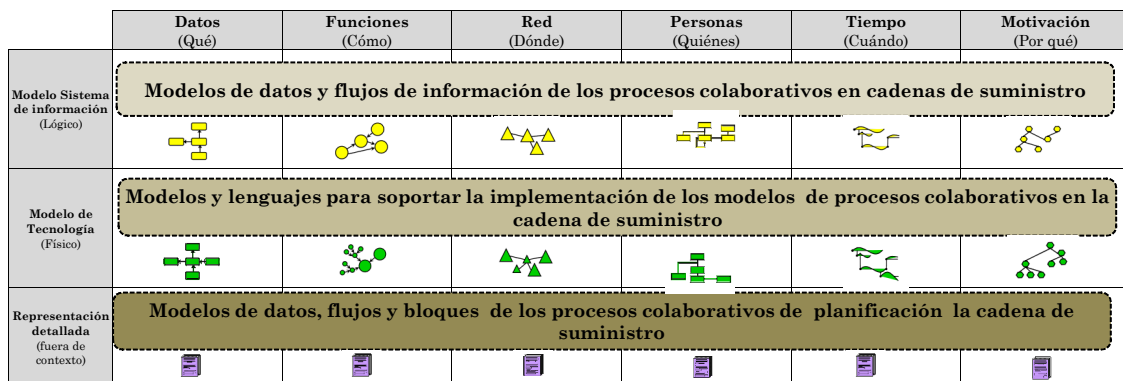 Datos
(Qué)
Funciones
(Cómo)
Red
(Dónde)
Personas
(Quiénes)
Tiempo
(Cuándo)
Motivación
(Por qué)
Modelo Sistema
de información
(Lógico)
Modelos de datos y flujos de información de los procesos colaborativos en cadenas de suministro
Modelo de
Tecnología
(Físico)
Modelos y lenguajes para soportar la implementación de los modelos de procesos colaborativos en la
cadena de suministro
Representación
detallada
(fuera de
contexto)
Modelos de datos, flujos y bloques de los procesos colaborativos de planificación la cadena de
suministro